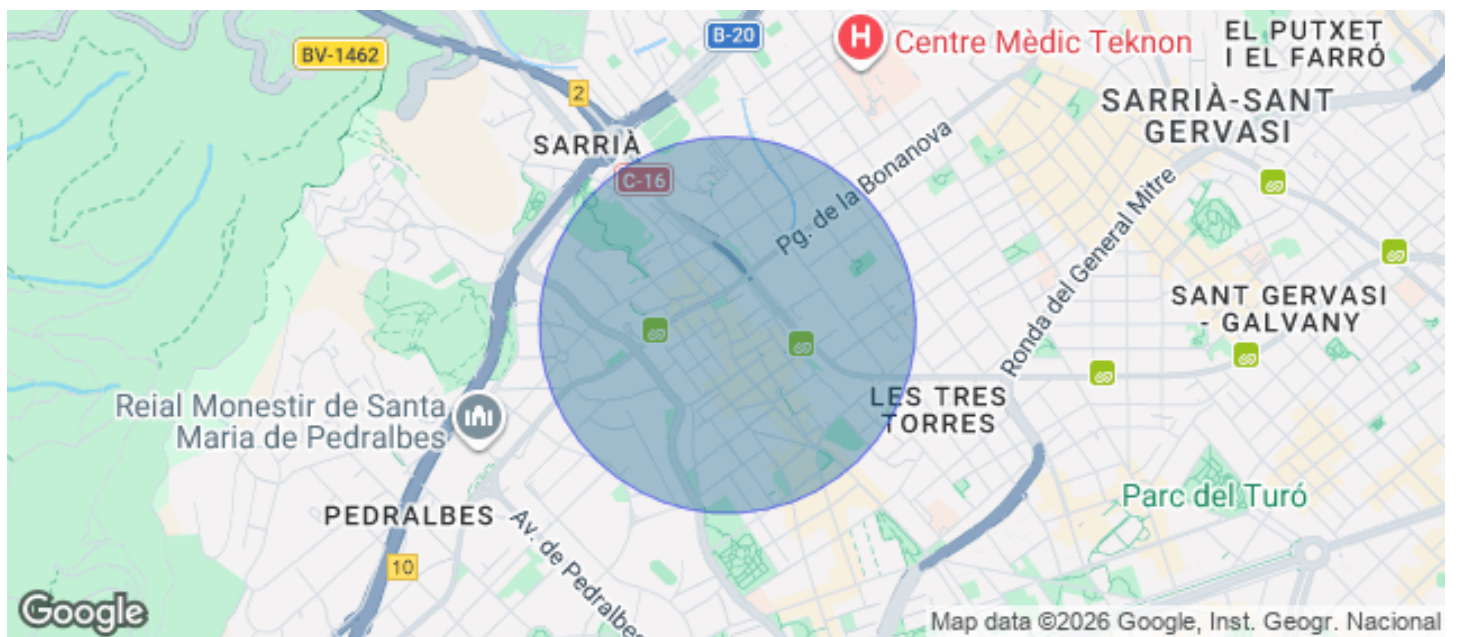 BV-1462
B-20
H
Centre Mèdic Teknon
EL PUTXET
I EL FARRÓ
2
SARRIÀ-SANT
GERVASI
SARRIÀ
C-16
Pg. de la Bonanova
Ronda del General Mitre
SANT GERVASI
- GALVANY
Reial Monestir de Santa
Maria de Pedralbes
LES TRES
TORRES
PEDRALBES
Av. de Pedralbes
Parc del Turó
10
Google
Map data ©2026 Google, Inst. Geogr. Nacional